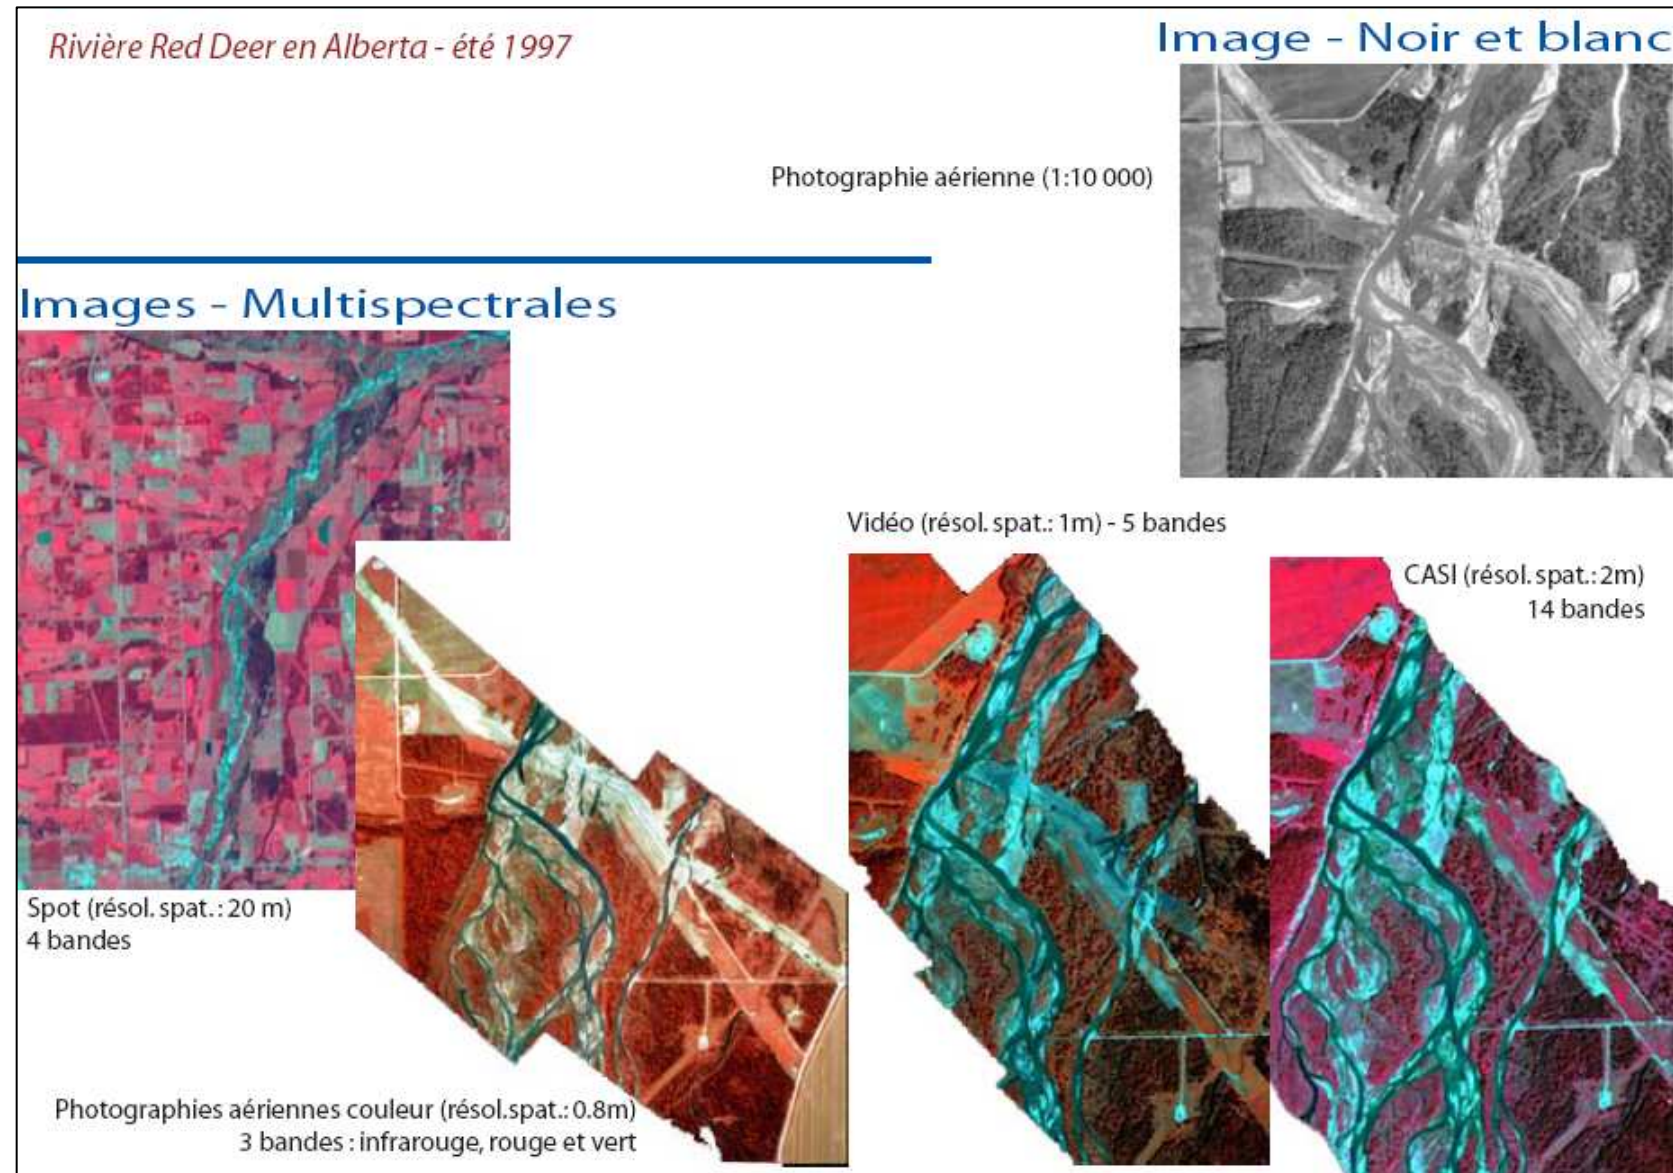 Rivière Red Deer en Alberta - été 1997
Image - Noir et blanc
Photographie aérienne (1:10 000)
Images - Multispectrales
Spot (résol. spat.: 20 m)
4 bandes
Photographies aériennes couleur (résol.spat.: 0.8m)
3 bandes : infrarouge, rouge et vert
Vidéo (résol. spat.: 1m) - 5 bandes
CASI (résol. spat.: 2m)
14 bandes